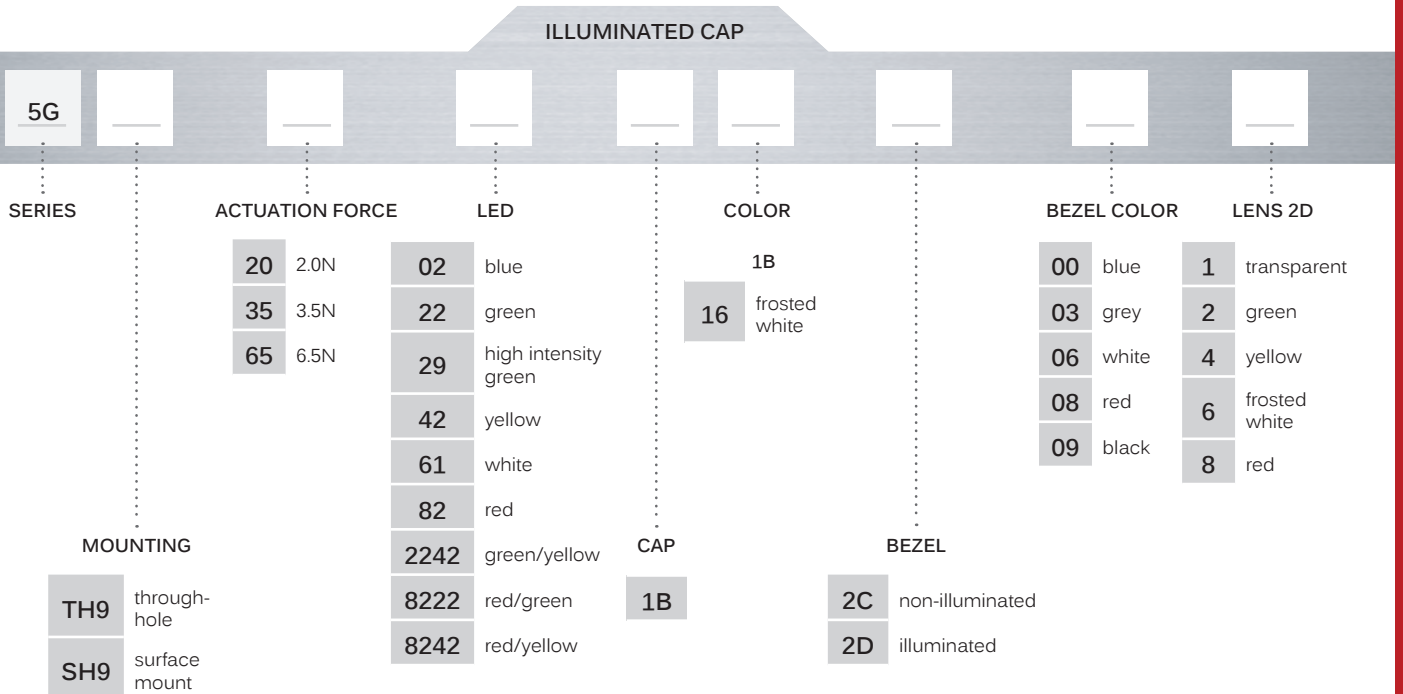 ILLUMINATED CAP
5G
SERIES
ACTUATION FORCE
LED
COLOR
BEZEL COLOR
LENS 2D
20 2.0N
35 3.5N
65 6.5N
02 blue
22 green
29 high intensity
green
42 yellow
61 white
82 red
2242 green/yellow
8222 red/green
8242 red/yellow
1B
16 frosted
white
00 blue
03 grey
06 white
08 red
09 black
1 transparent
2 green
4 yellow
6 frosted
white
8 red
MOUNTING
TH9 through-
hole
SH9 surface
mount
CAP
1B
BEZEL
2C non-illuminated
2D illuminated